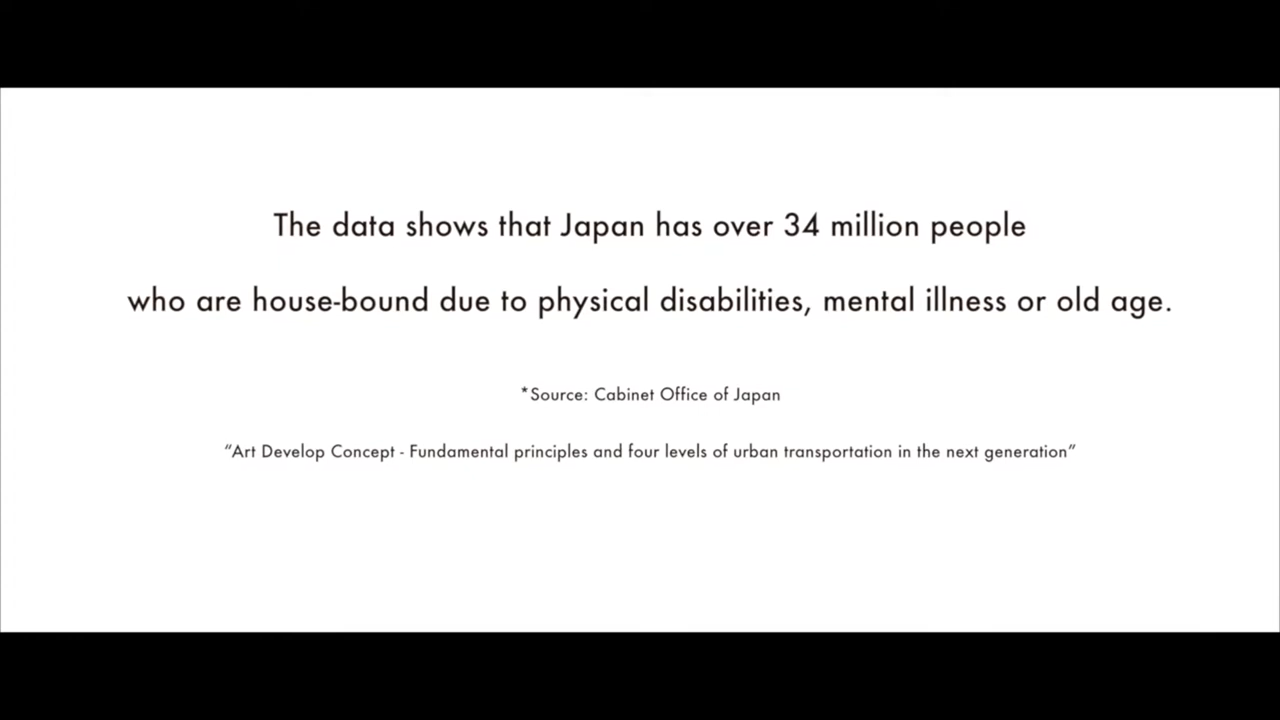 The data shows that Japan has over 34 million people
who are house-bound due to physical disabilities, mental illness or old age.
*Source: Cabinet Office of Japan
“Art Develop Concept - Fundamental principles and four levels of urban transportation in the next generation”